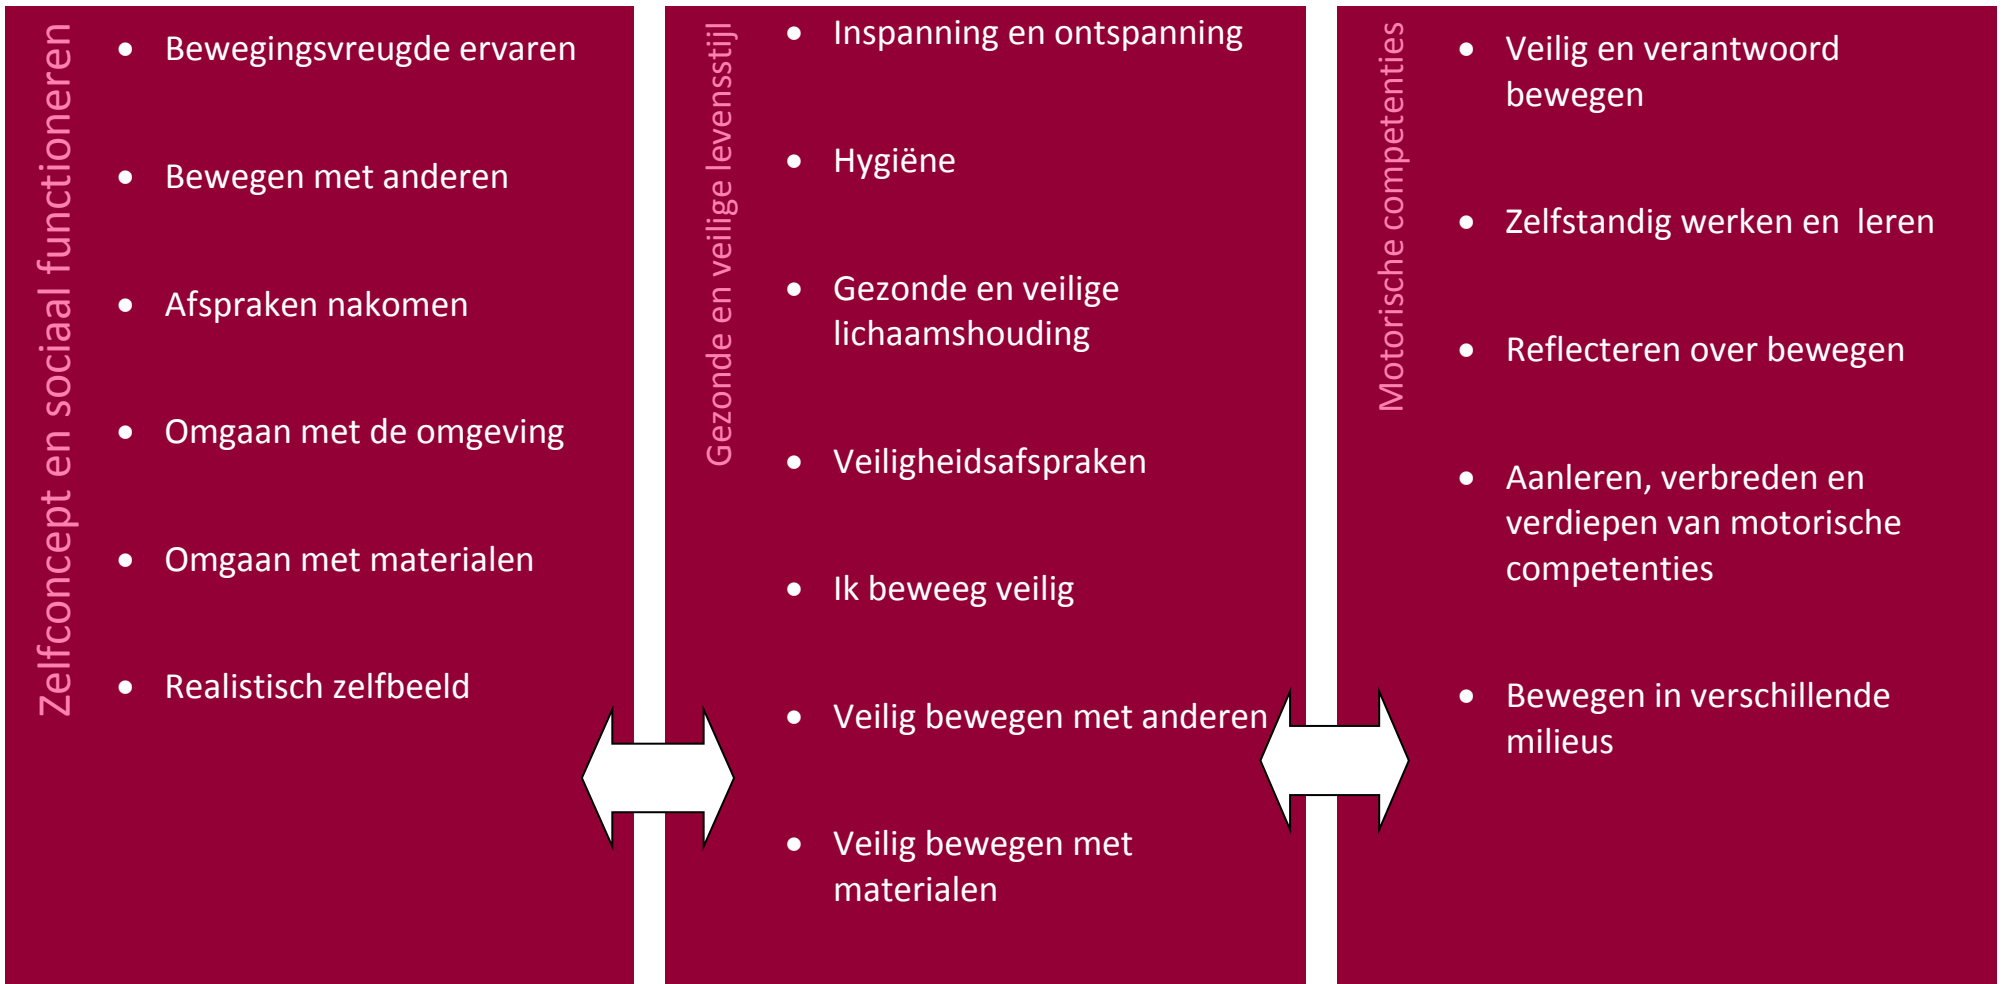 Zelfconcept en sociaal functioneren
• Bewegingsvreugde ervaren
• Bewegen met anderen
• Afspraken nakomen
• Omgaan met de omgeving
• Omgaan met materialen
• Realistisch zelfbeeld
Gezonde en veilige levensstijl
• Inspanning en ontspanning
• Hygiëne
• Gezonde en veilige
lichaamshouding
• Veiligheidsafspraken
• Ik beweeg veilig
• Veilig bewegen met anderen
• Veilig bewegen met
materialen
Motorische competenties
• Veilig en verantwoord
bewegen
• Zelfstandig werken en  leren
• Reflecteren over bewegen
• Aanleren, verbreden en
verdiepen van motorische
competenties
• Bewegen in verschillende
milieus